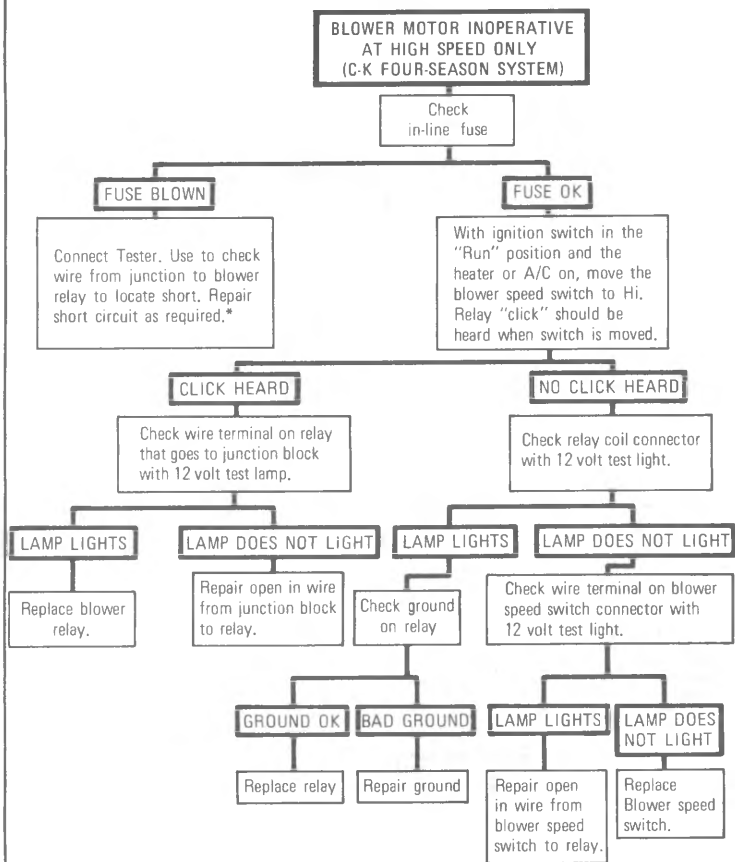 BLOWER MOTOR INOPERATIVE
AT HIGH SPEED ONLY
(C-K FOUR-SEASON SYSTEM)
Check
in-line fuse
FUSE BLOWN
FUSE OK
Connect Tester. Use to check
wire from junction to blower
relay to locate short. Repair
short circuit as required.*
With ignition switch in the
"Run" position and the
heater or A/C on, move the
blower speed switch to Hi.
Relay "click" should be
heard when switch is moved.
CLICK HEARD
NO CLICK HEARD
Check wire terminal on relay
that goes to junction block
with 12 volt test lamp.
Check relay coil connector
with 12 volt test light.
LAMP LIGHTS
LAMP DOES NOT LIGHT
LAMP LIGHTS
LAMP DOES NOT LIGHT
Replace blower
relay.
Repair open in wire
from junction block
to relay.
Check ground
on relay
Check wire terminal on blower
speed switch connector with
12 volt test light.
GROUND OK
BAD GROUND
LAMP LIGHTS
LAMP DOES
NOT LIGHT
Replace relay
Repair ground
Repair open
in wire from
blower speed
switch to relay.
Replace
Blower speed
switch.